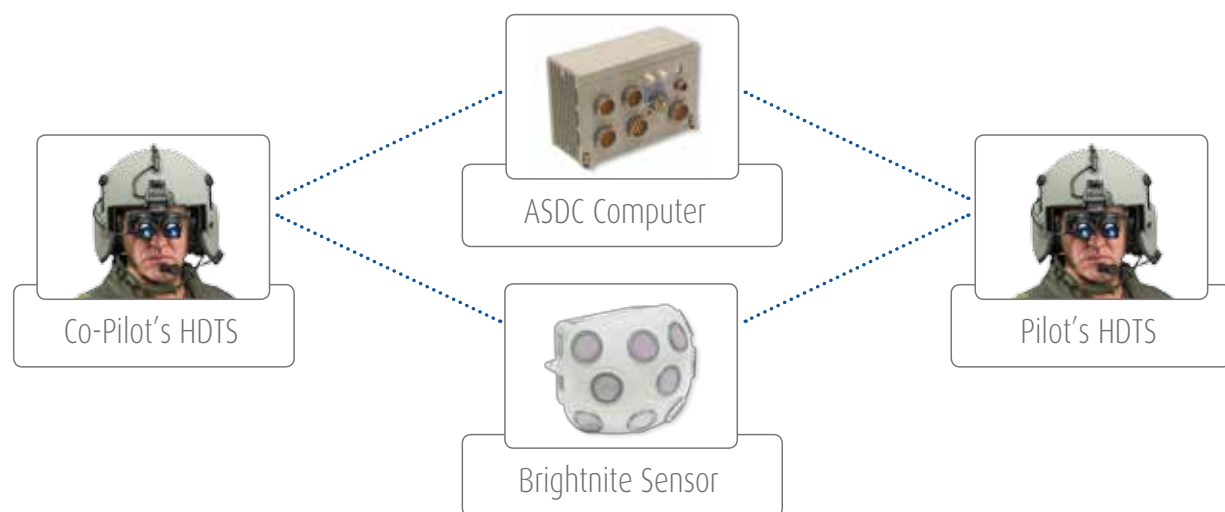 ASDC Computer
Co-Pilot’s HDTS
Pilot’s HDTS
Brightnite Sensor